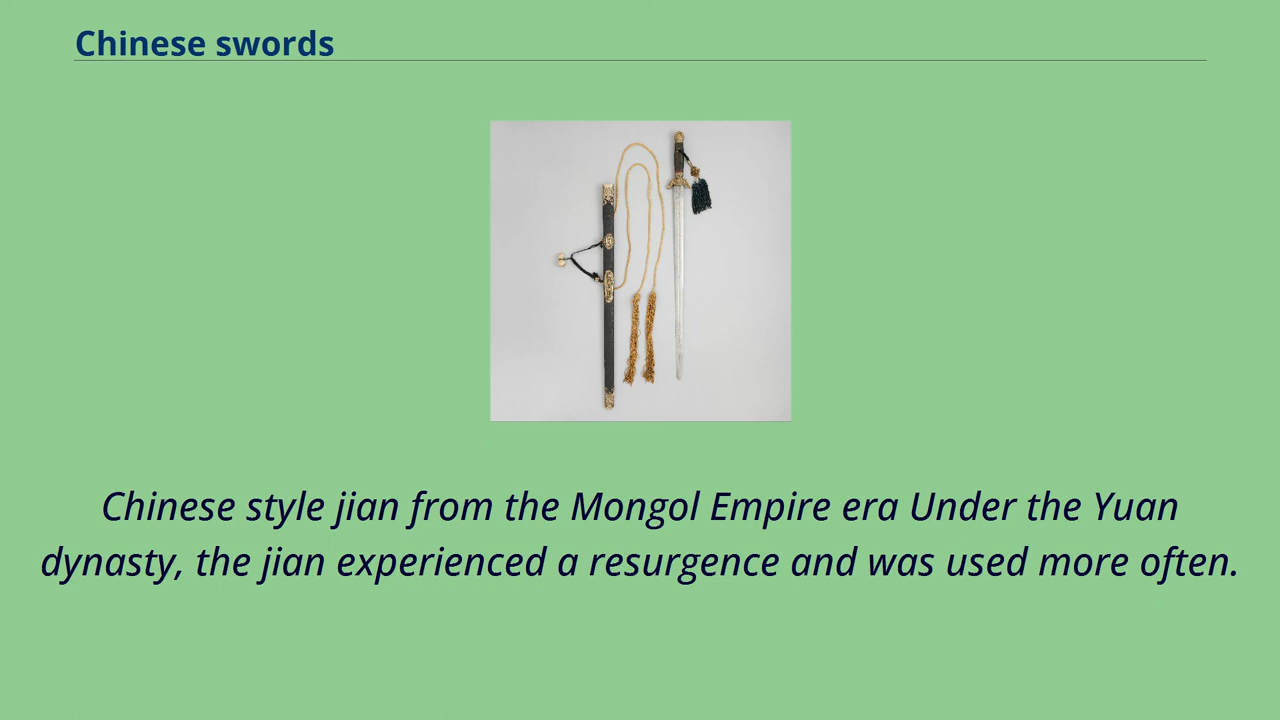 Chinese swords
Chinese style jian from the Mongol Empire era Under the Yuan
dynasty, the jian experienced a resurgence and was used more often.